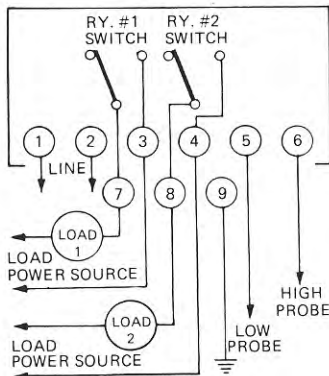 RY. #1
SWITCH
RY. #2
SWITCH
1
2
3
4
5
6
LINE
7
8
9
LOAD
1
LOAD
POWER SOURCE
HIGH
PROBE
LOAD
2
LOW
PROBE
LOAD
POWER SOURCE